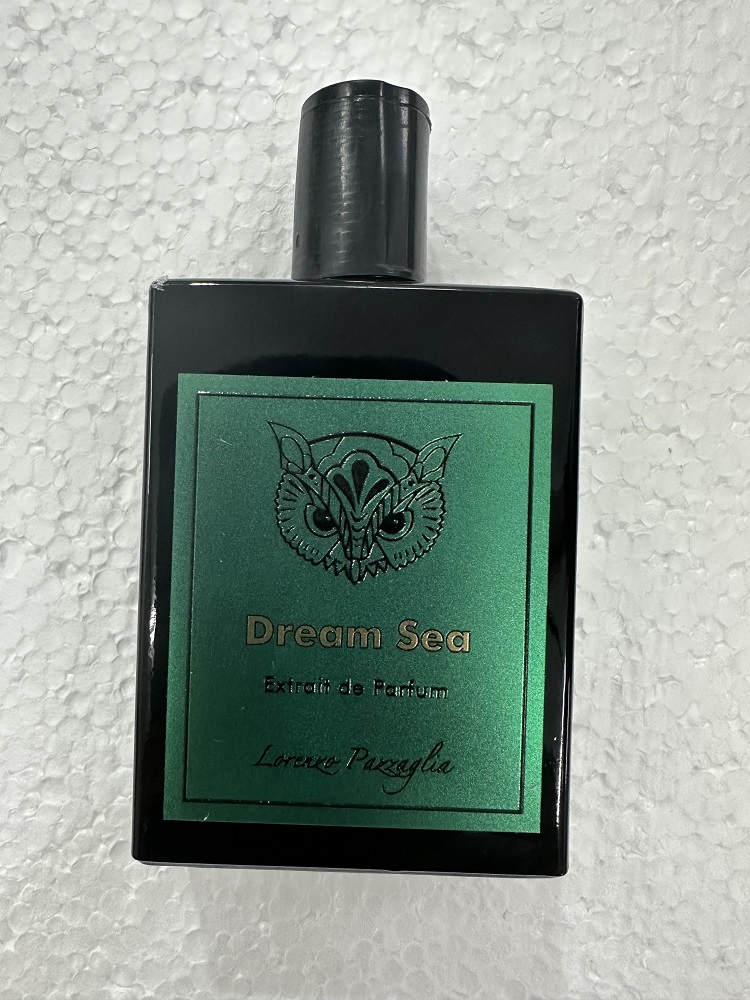 Dream Sea
Extrait de Parfum
Lorenzo Pazzaglia